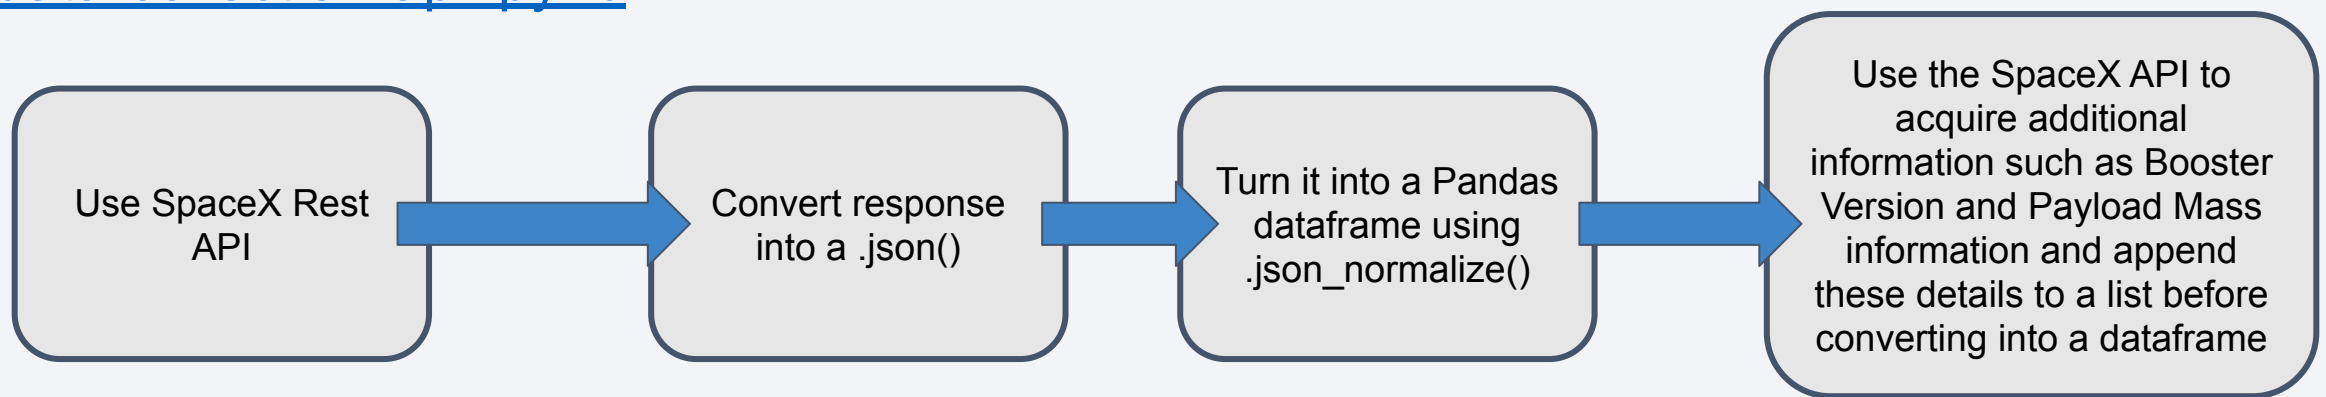 Use SpaceX Rest
API
Convert response
into a .json()
Turn it into a Pandas
dataframe using
.json_normalize()
Use the SpaceX API to
acquire additional
information such as Booster
Version and Payload Mass
information and append
these details to a list before
converting into a dataframe